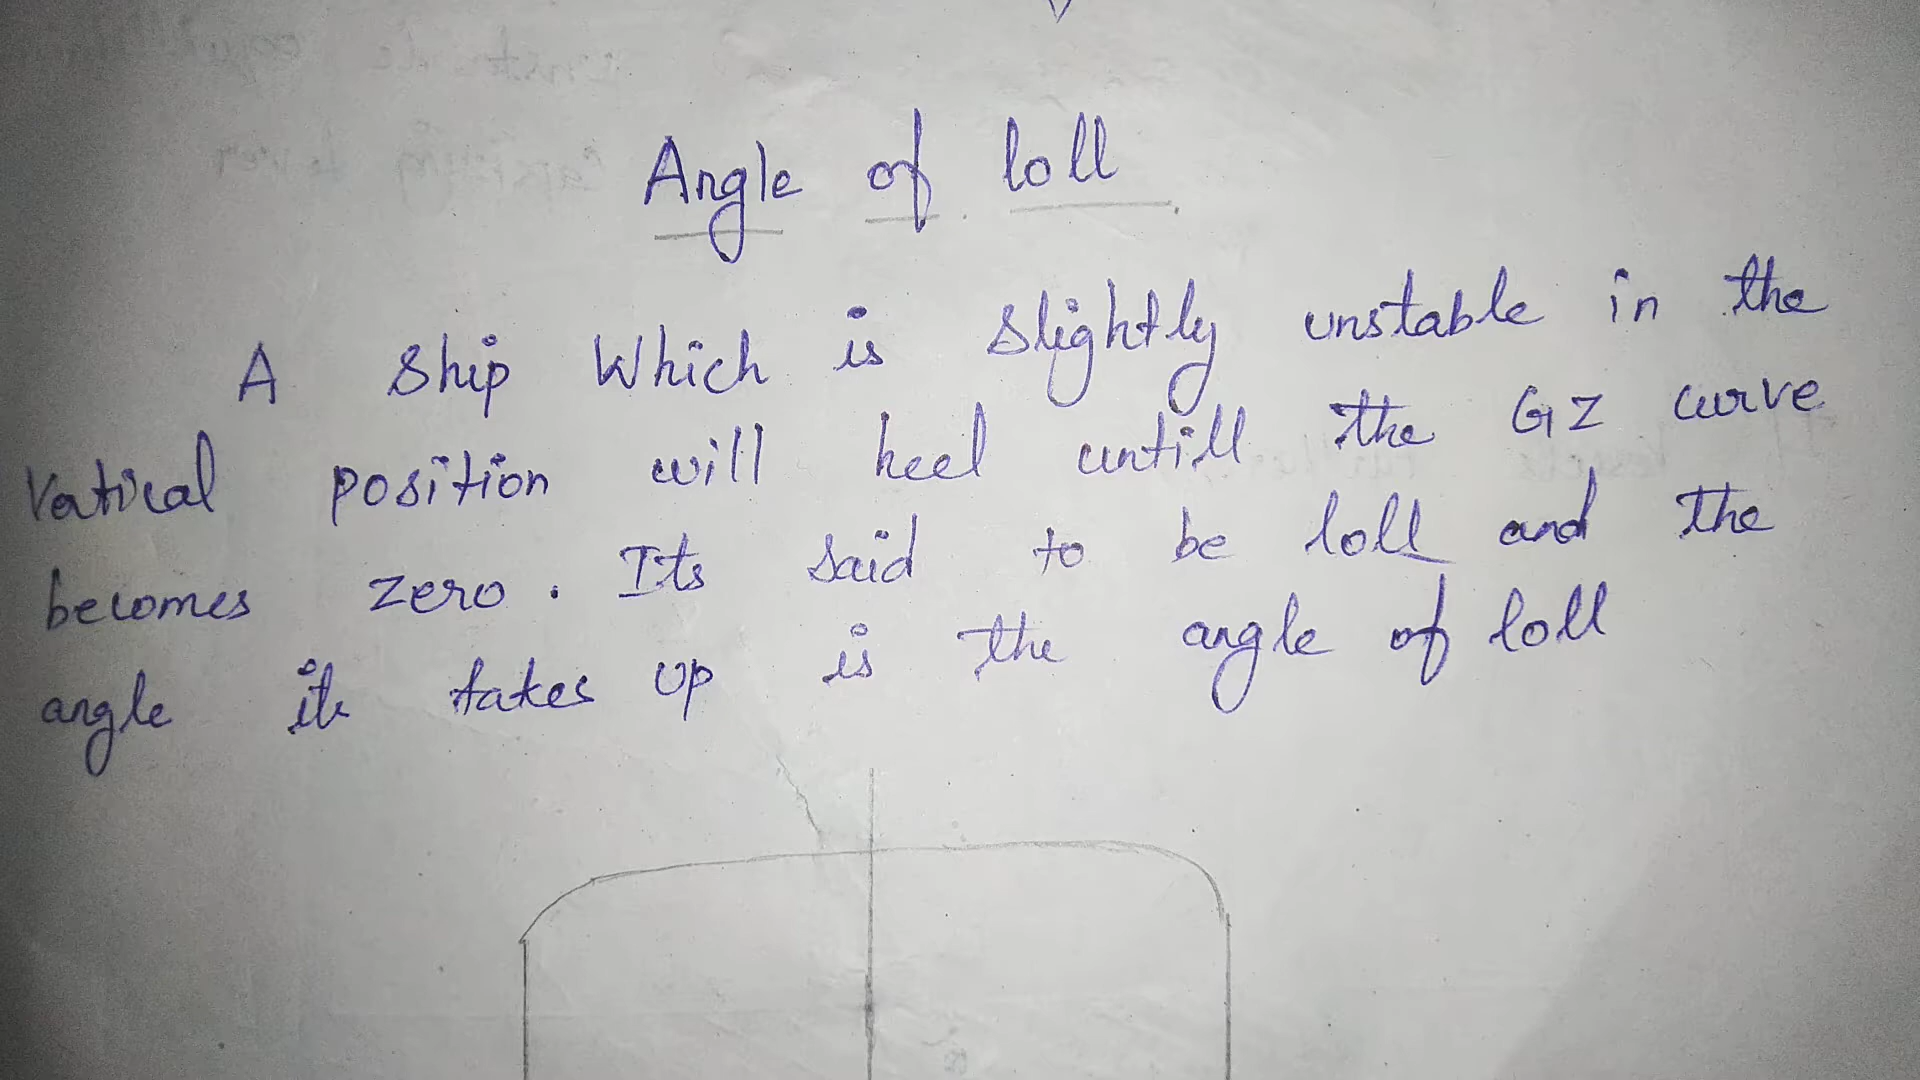 Angle of loll
A Ship Which is slightly unstable in the
Vertical position will heel untill the GZ curve
becomes zero. Its said to be loll and the
angle it takes up is the angle of loll